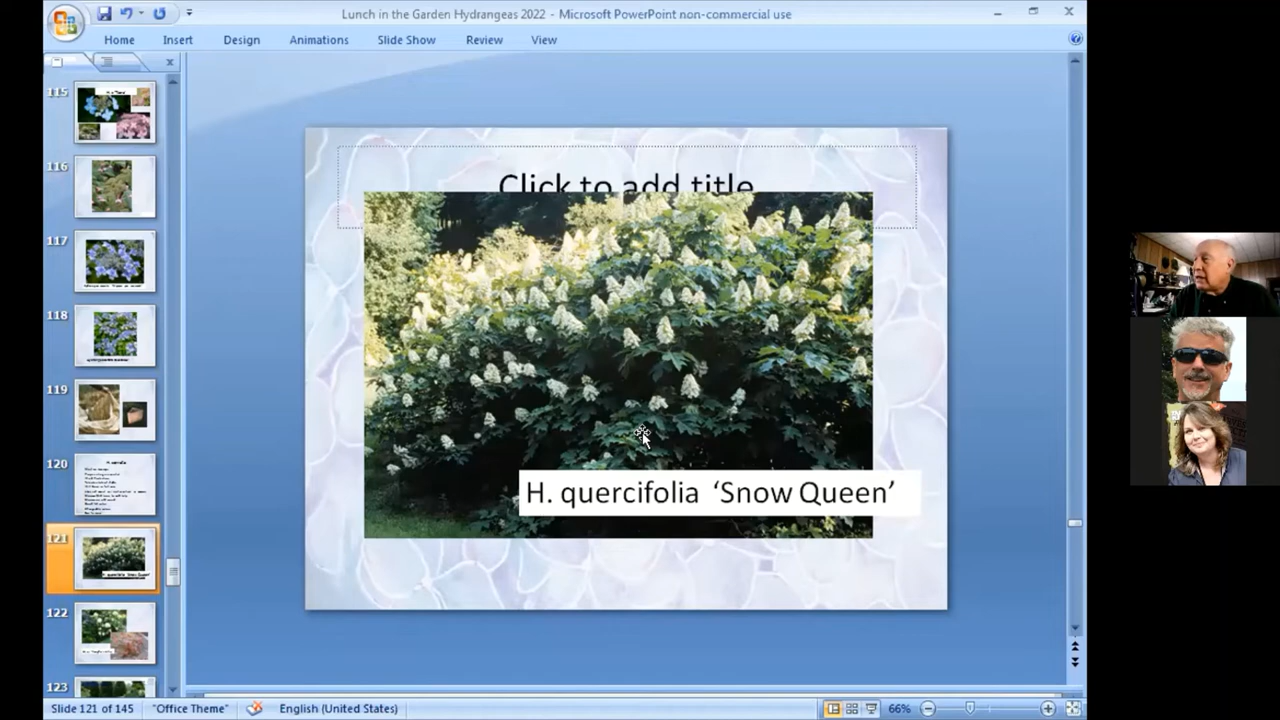 Lunch in the Garden Hydrangeas 2022 - Microsoft PowerPoint non-commercial use
Home Insert Design Animations Slide Show Review View
115
116
117
118
119
120
121
122
123
Click to add title
H. quercifolia ‘Snow Queen’
Slide 121 of 145 "Office Theme" English (United States) 66%